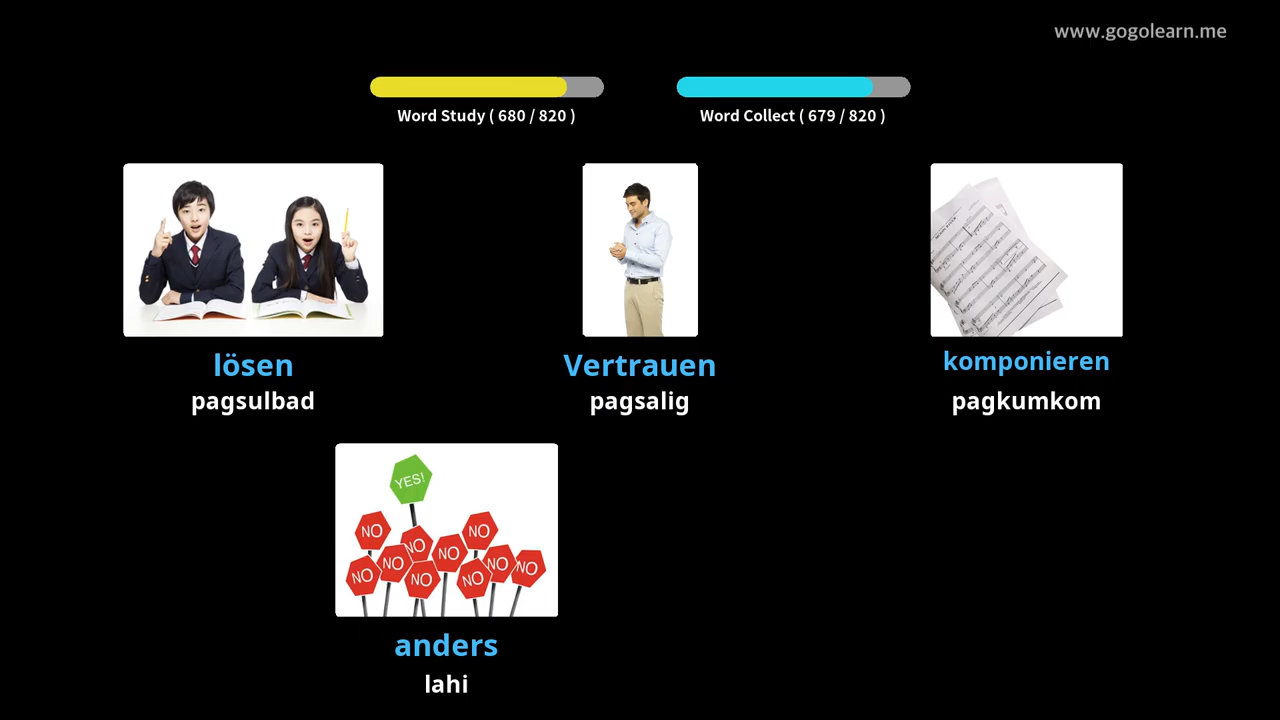 www.gogolearn.me
Word Study ( 680 / 820 )
Word Collect ( 679 / 820 )
lösen
pagsulbad
Vertrauen
pagsalig
komponieren
pagkumkom
YES!
NO
NO
NO
NO
NO
NO
NO
NO
NO
NO
anders
lahi